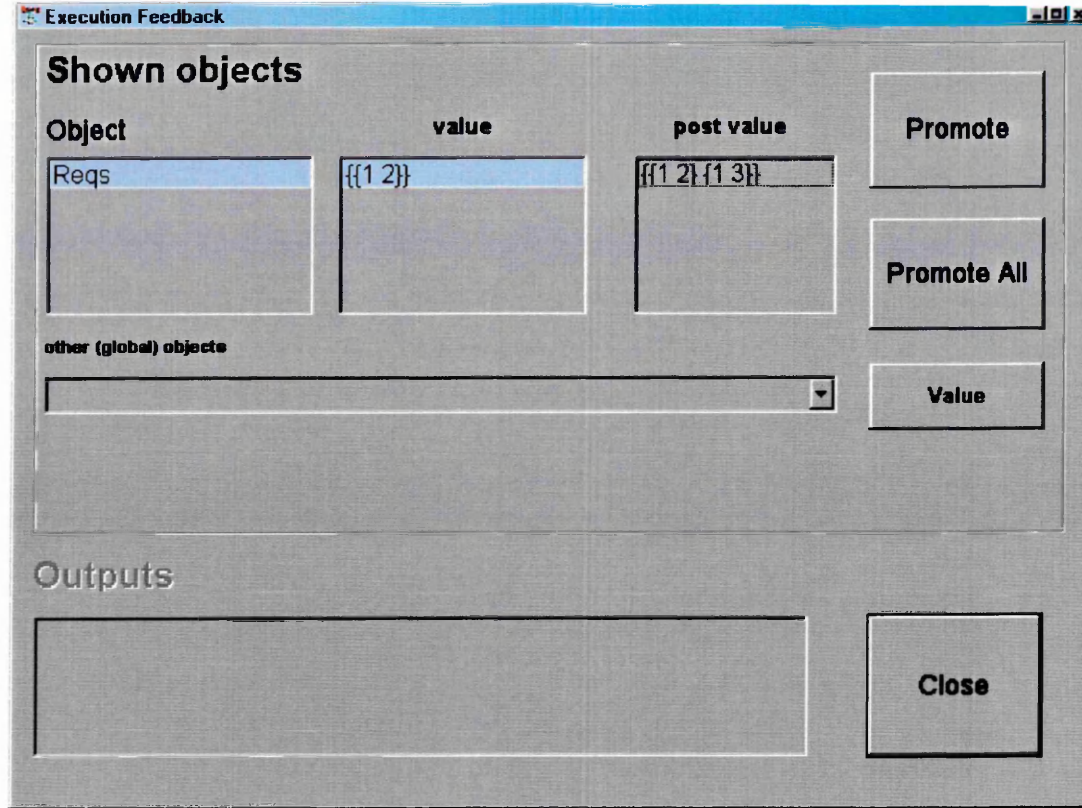 Execution Feedback
Shown objects
Object value post value
Reqs {{1 2}} {{1 2} {1 3}}
Promote
Promote All
other (global) objects
Value
Outputs
Close